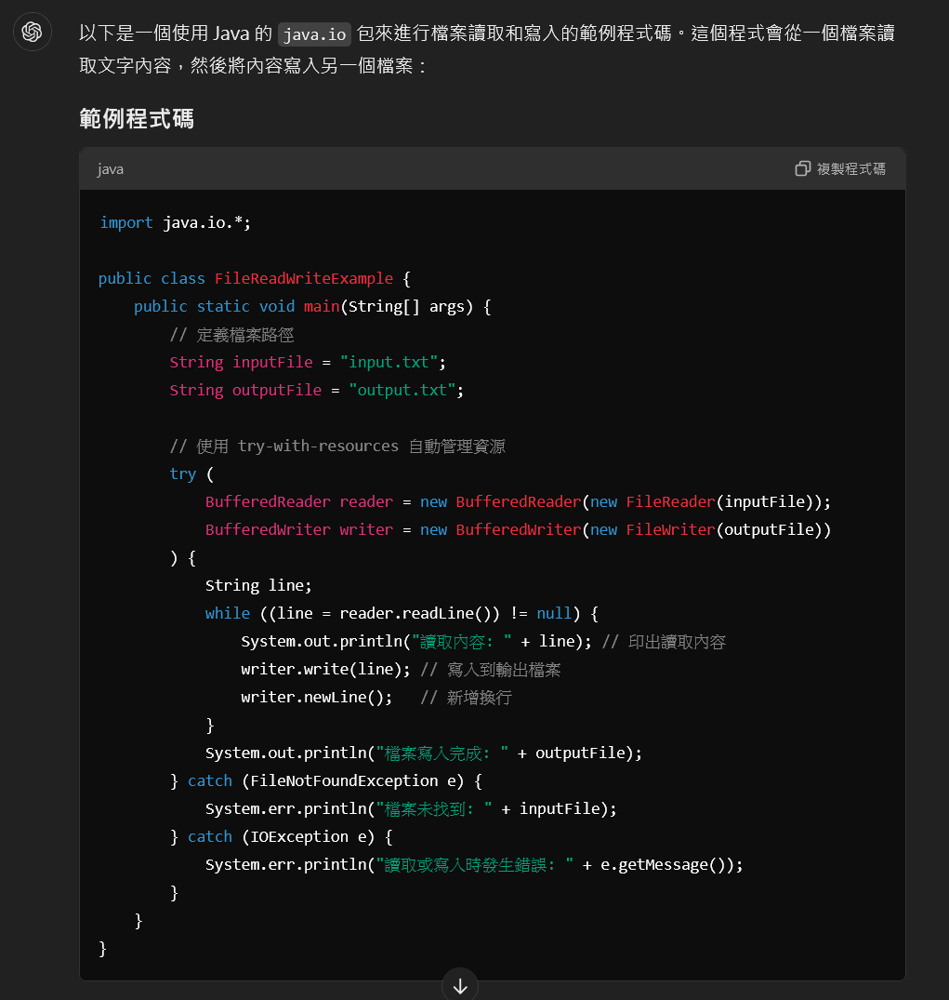 以下是一個使用 Java 的 java.io 包來進行檔案讀取和寫入的範例程式碼。這個程式會從一個檔案讀
取文字內容，然後將內容寫入另一個檔案：
範例程式碼
java 複製程式碼
import java.io.*;
public class FileReadWriteExample {
    public static void main(String[] args) {
        // 定義檔案路徑
        String inputFile = "input.txt";
        String outputFile = "output.txt";
        // 使用 try-with-resources 自動管理資源
        try (
            BufferedReader reader = new BufferedReader(new FileReader(inputFile));
            BufferedWriter writer = new BufferedWriter(new FileWriter(outputFile))
        ) {
            String line;
            while ((line = reader.readLine()) != null) {
                System.out.println("讀取內容: " + line); // 印出讀取內容
                writer.write(line); // 寫入到輸出檔案
                writer.newLine();   // 新增換行
            }
            System.out.println("檔案寫入完成: " + outputFile);
        } catch (FileNotFoundException e) {
            System.err.println("檔案未找到: " + inputFile);
        } catch (IOException e) {
            System.err.println("讀取或寫入時發生錯誤: " + e.getMessage());
        }
    }
}